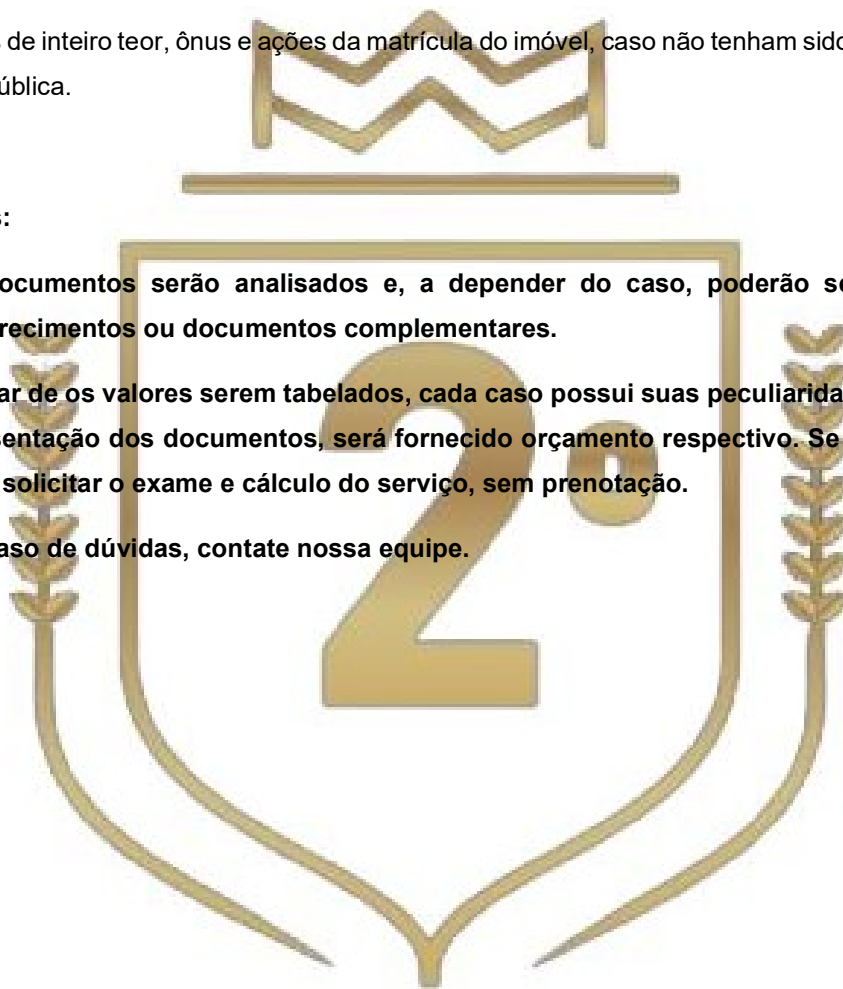 de inteiro teor, ônus e ações da matrícula do imóvel, caso não tenham sido
ública.
s:
ocumentos serão analisados e, a depender do caso, poderão se
recimentos ou documentos complementares.
ar de os valores serem tabelados, cada caso possui suas peculiarida
sentação dos documentos, será fornecido orçamento respectivo. Se
solicitar o exame e cálculo do serviço, sem prenotação.
aso de dúvidas, contate nossa equipe.
2º